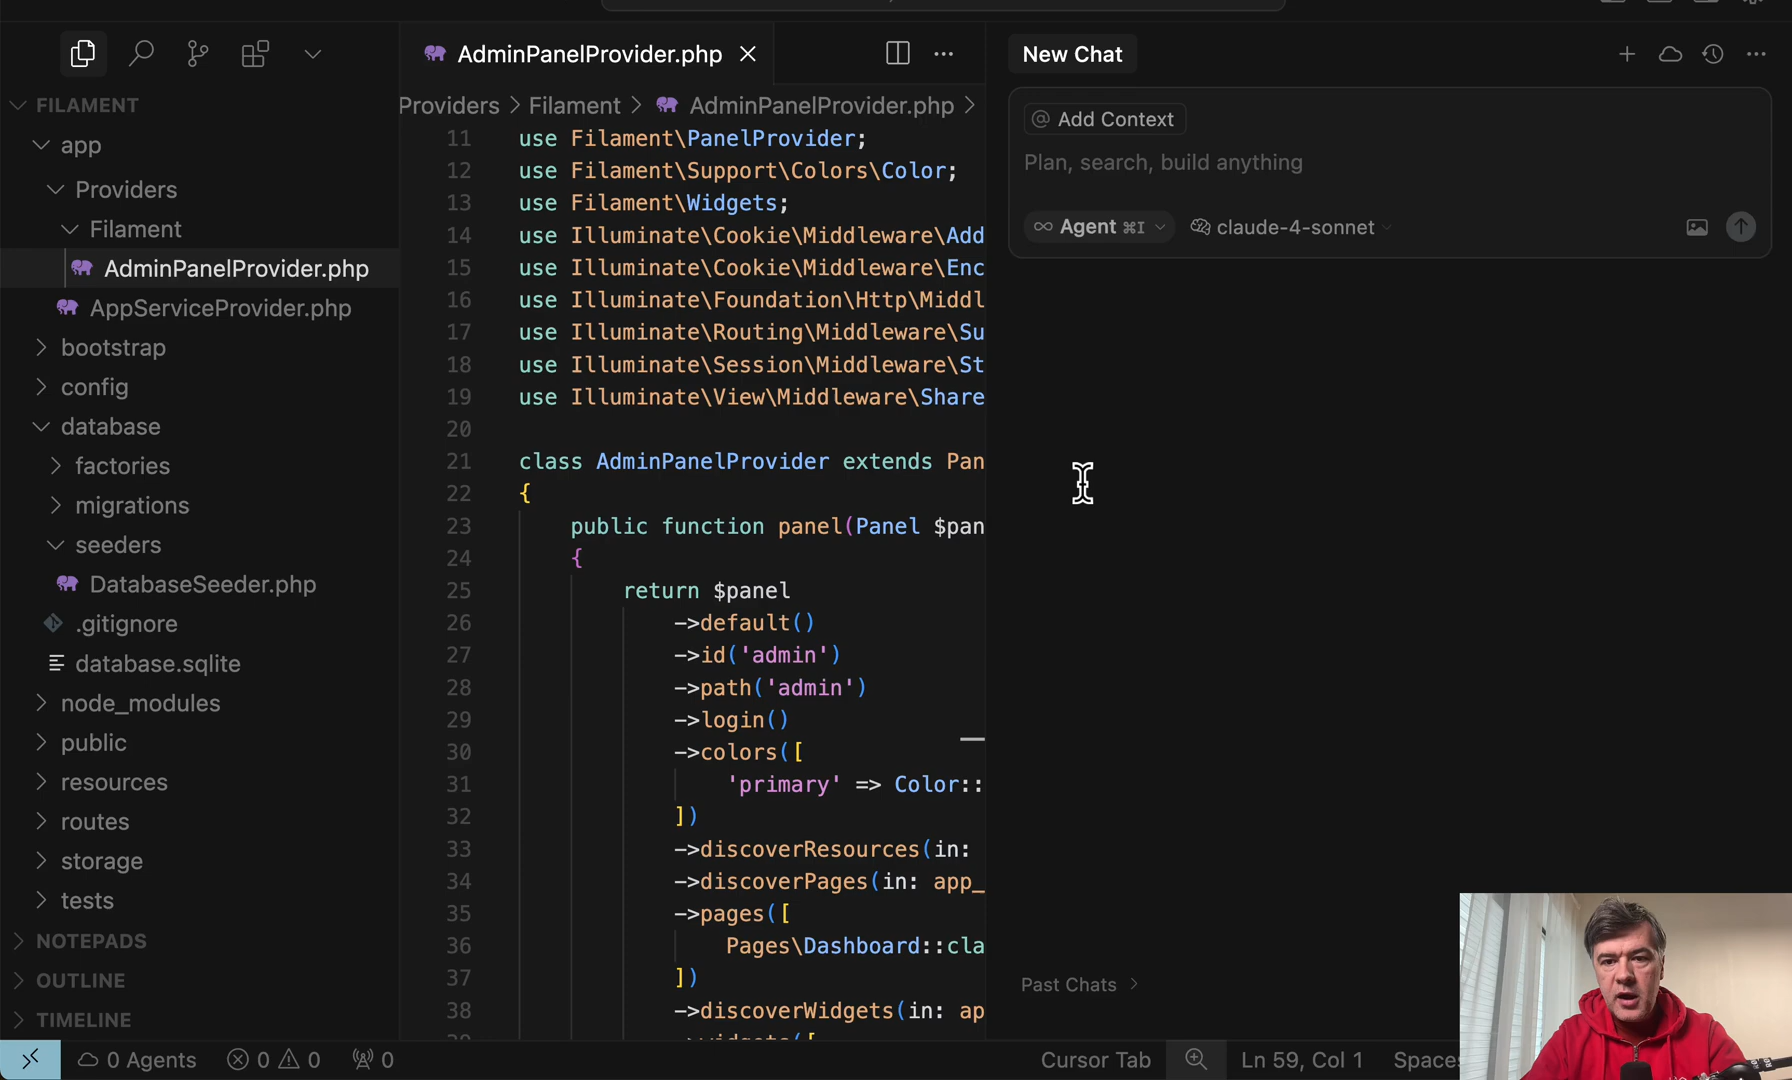 FILAMENT
app
Providers
Filament
AdminPanelProvider.php
AppServiceProvider.php
bootstrap
config
database
factories
migrations
seeders
DatabaseSeeder.php
.gitignore
database.sqlite
node_modules
public
resources
routes
storage
tests
NOTEPADS
OUTLINE
TIMELINE
AdminPanelProvider.php
Providers > Filament > AdminPanelProvider.php >
11 use Filament\PanelProvider;
12 use Filament\Support\Colors\Color;
13 use Filament\Widgets;
14 use Illuminate\Cookie\Middleware\Add
15 use Illuminate\Cookie\Middleware\Enc
16 use Illuminate\Foundation\Http\Middl
17 use Illuminate\Routing\Middleware\Su
18 use Illuminate\Session\Middleware\St
19 use Illuminate\View\Middleware\Share
20
21 class AdminPanelProvider extends Pan
22 {
23 public function panel(Panel $pan
24 {
25 return $panel
26 ->default()
27 ->id('admin')
28 ->path('admin')
29 ->login()
30 ->colors([
31 'primary' => Color::
32 ])
33 ->discoverResources(in:
34 ->discoverPages(in: app_
35 ->pages([
36 Pages\Dashboard::cla
37 ])
38 ->discoverWidgets(in: ap
New Chat
@ Add Context
Plan, search, build anything
∞ Agent ⌘I claude-4-sonnet
Past Chats >
0 Agents 0 0 0 Cursor Tab Ln 59, Col 1 Spaces